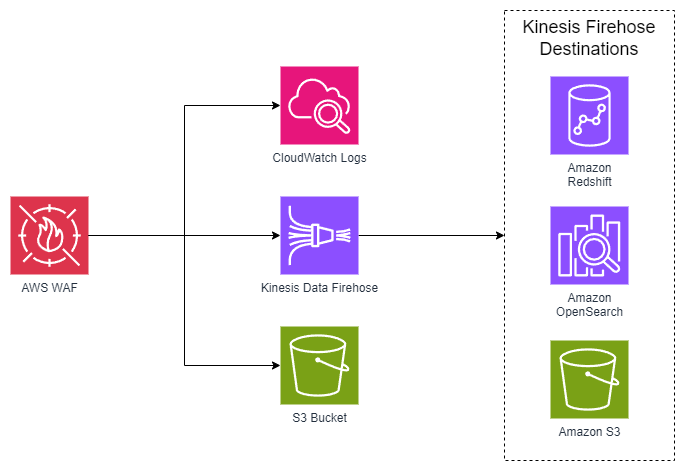 Kinesis Firehose
Destinations
CloudWatch Logs
Amazon
Redshift
AWS WAF
Kinesis Data Firehose
Amazon
OpenSearch
S3 Bucket
Amazon S3